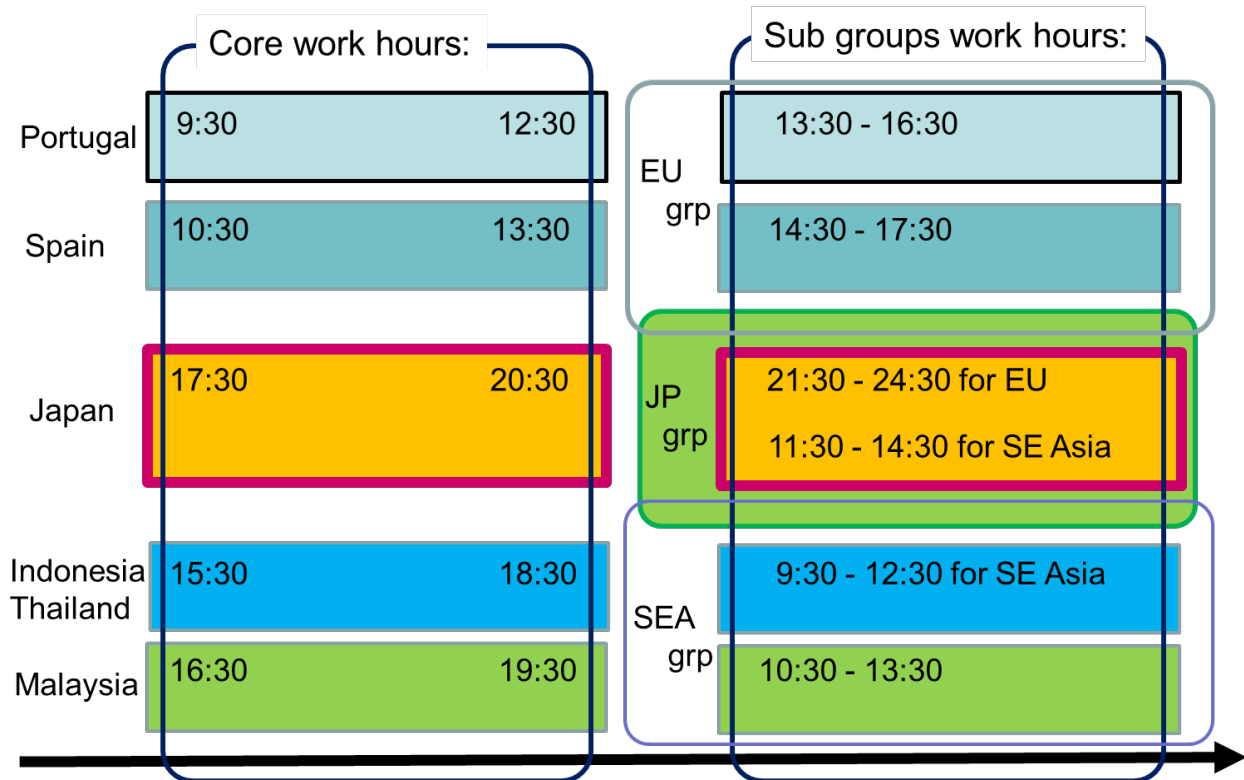 Core work hours:
Sub groups work hours:
Portugal
9:30 12:30
EU
grp
13:30 - 16:30
Spain
10:30 13:30
14:30 - 17:30
Japan
17:30 20:30
JP
grp
21:30 - 24:30 for EU
11:30 - 14:30 for SE Asia
Indonesia
Thailand
15:30 18:30
SEA
grp
9:30 - 12:30 for SE Asia
Malaysia
16:30 19:30
10:30 - 13:30